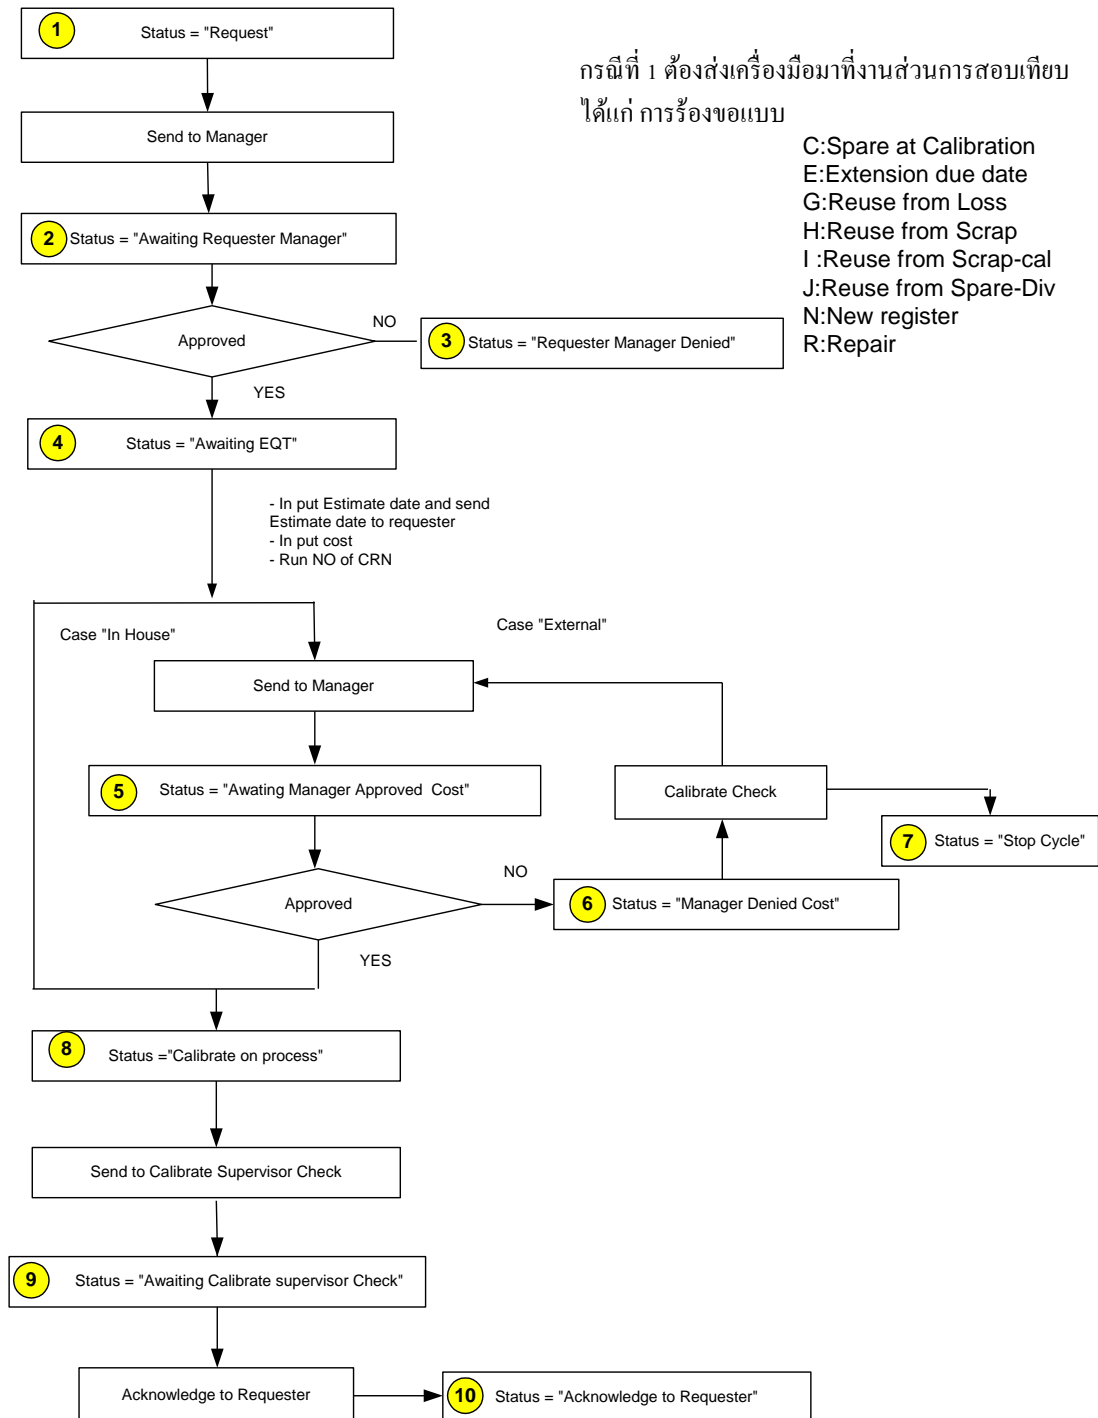 1
Status = "Request"
กรณีที่ 1 ต้องส่งเครื่องมือมาที่งานส่วนการสอบเทียบ
ได้แก่ การร้องขอแบบ
C:Spare at Calibration
E:Extension due date
G:Reuse from Loss
H:Reuse from Scrap
I :Reuse from Scrap-cal
J:Reuse from Spare-Div
N:New register
R:Repair
Send to Manager
2
Status = "Awaiting Requester Manager"
Approved
NO
3
Status = "Requester Manager Denied"
YES
4
Status = "Awaiting EQT"
- In put Estimate date and send
Estimate date to requester
- In put cost
- Run NO of CRN
Case "In House"
Case "External"
Send to Manager
5
Status = "Awating Manager Approved  Cost"
Calibrate Check
7
Status = "Stop Cycle"
Approved
NO
6
Status = "Manager Denied Cost"
YES
8
Status ="Calibrate on process"
Send to Calibrate Supervisor Check
9
Status = "Awaiting Calibrate supervisor Check"
Acknowledge to Requester
10
Status = "Acknowledge to Requester"